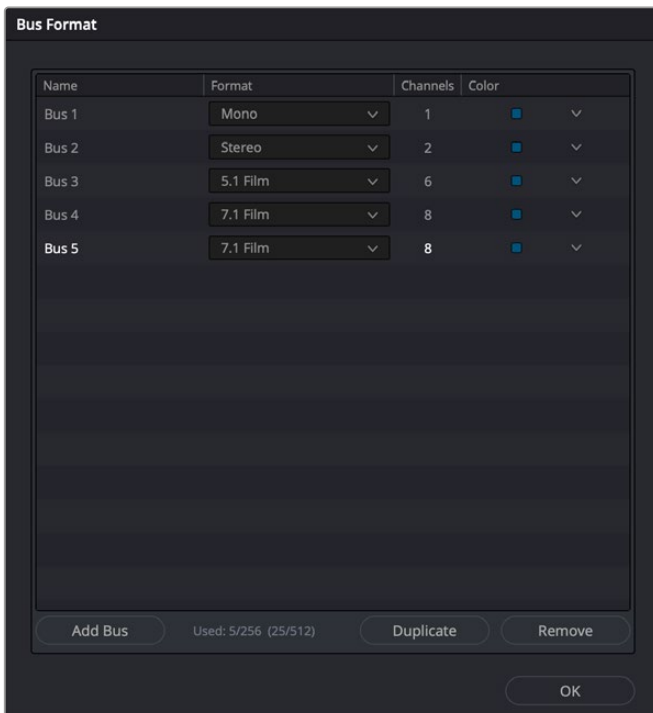 Bus Format
Name Format Channels Color
Bus 1 Mono 1
Bus 2 Stereo 2
Bus 3 5.1 Film 6
Bus 4 7.1 Film 8
Bus 5 7.1 Film 8
Add Bus Used: 5/256 (25/512) Duplicate Remove
OK